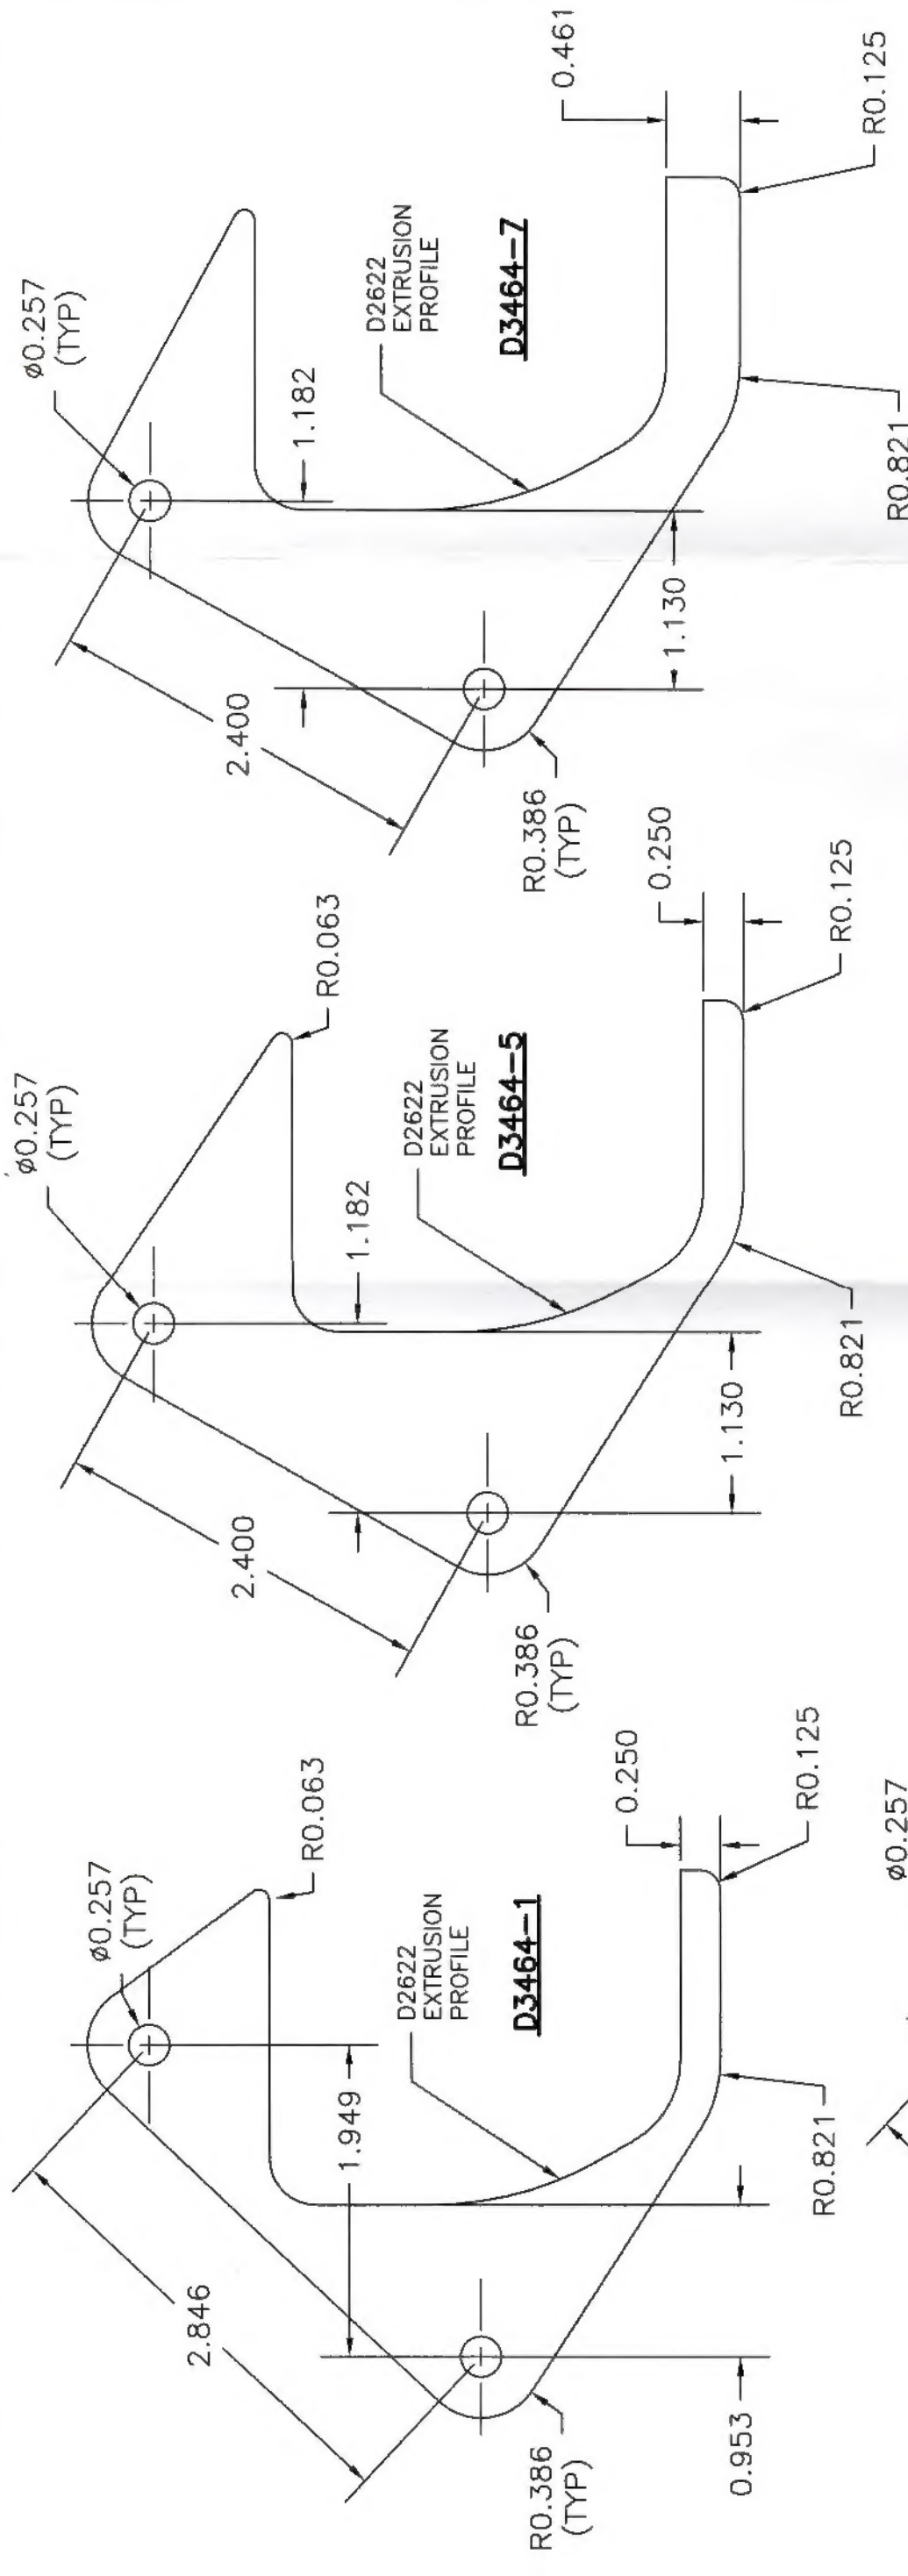 ø0.257
(TYP)
2.846
1.949
R0.063
D2622
EXTRUSION
PROFILE
D3464-1
0.250
R0.125
R0.821
R0.386
(TYP)
0.953
ø0.257
ø0.257
(TYP)
2.400
1.182
R0.063
D2622
EXTRUSION
PROFILE
D3464-5
0.250
R0.125
R0.821
1.130
R0.386
(TYP)
ø0.257
(TYP)
2.400
1.182
D2622
EXTRUSION
PROFILE
D3464-7
0.461
R0.125
R0.821
1.130
R0.386
(TYP)